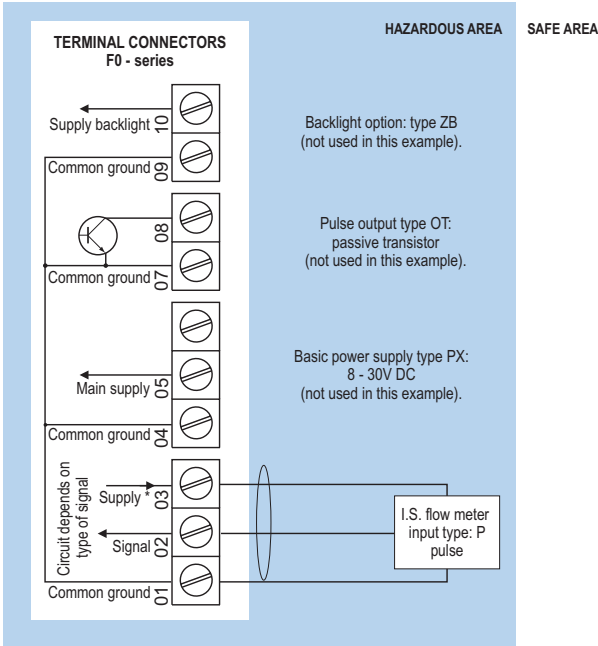 HAZARDOUS AREA
SAFE AREA
TERMINAL CONNECTORS
F0 - series
Supply backlight
10
Common ground
09
Backlight option: type ZB
(not used in this example).
08
Common ground
07
Pulse output type OT:
passive transistor
(not used in this example).
Main supply
05
Common ground
04
Basic power supply type PX:
8 - 30V DC
(not used in this example).
Circuit depends on
type of signal
Supply *
03
Signal
02
Common ground
01
I.S. flow meter
input type: P
pulse